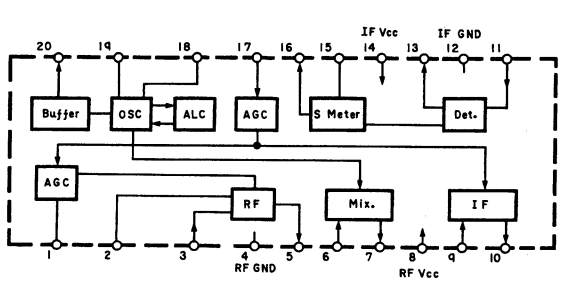 IF Vcc IF GND
20 19 18 17 16 15 14 13 12 11
Buffer OSC ALC AGC S Meter Det.
AGC RF Mix. IF
1 2 3 4 5 6 7 8 9 10
RF GND RF Vcc